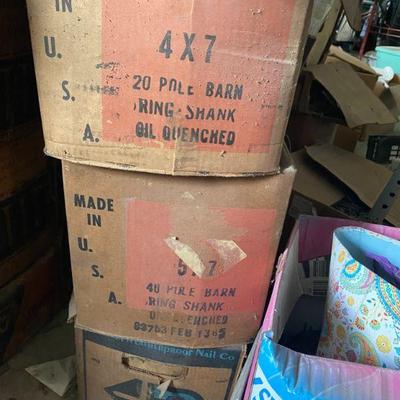 IN
U.
S.
A.
4X7
20 POLE BARN
RING-SHANK
OIL QUENCHED
MADE
IN
U.
S.
A.
5X7
40 POLE BARN
RING SHANK
QUENCHED
Nail Co